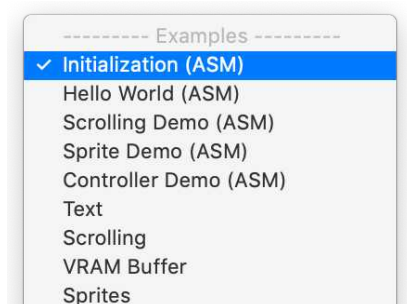 --------- Examples ---------
✓ Initialization (ASM)
Hello World (ASM)
Scrolling Demo (ASM)
Sprite Demo (ASM)
Controller Demo (ASM)
Text
Scrolling
VRAM Buffer
Sprites